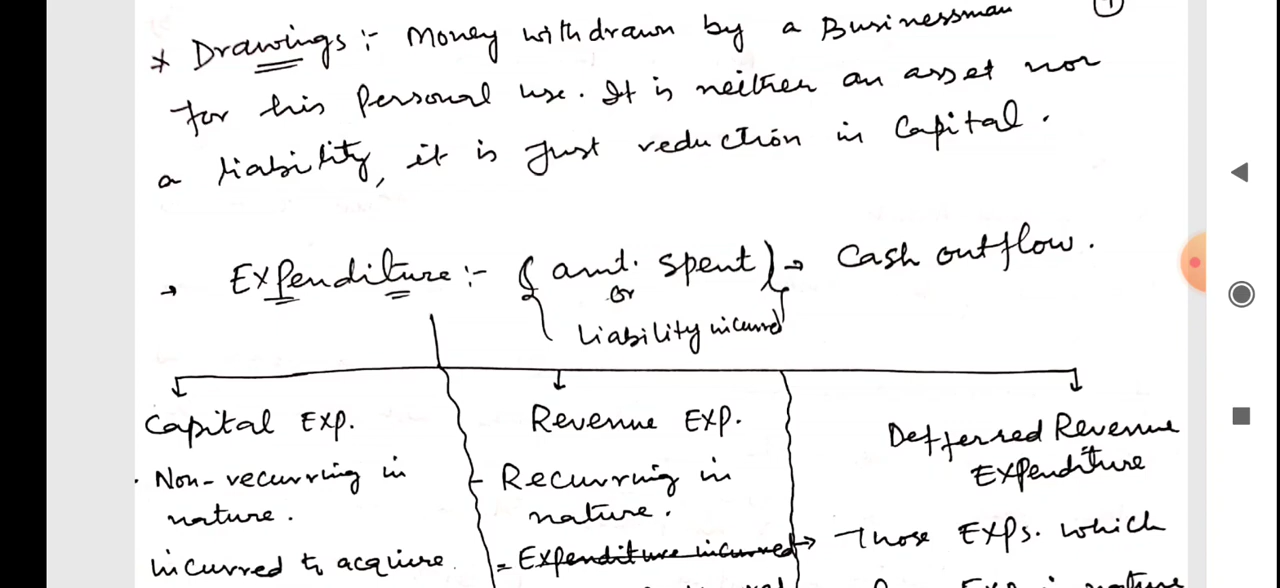 * Drawings :- Money withdrawn by a Businessman
for his Personal use. It is neither an asset nor
a liability, it is Just reduction in Capital.
→ Expenditure :- { amt. spent } → Cash outflow.
or
liability incurred
Capital Exp.
Revenue Exp.
Defferred Revenue
Expenditure
. Non-recurring in
nature.
incurred to acquire
- Recurring in
nature.
= Expenditure incurred
→ Those Exps. which